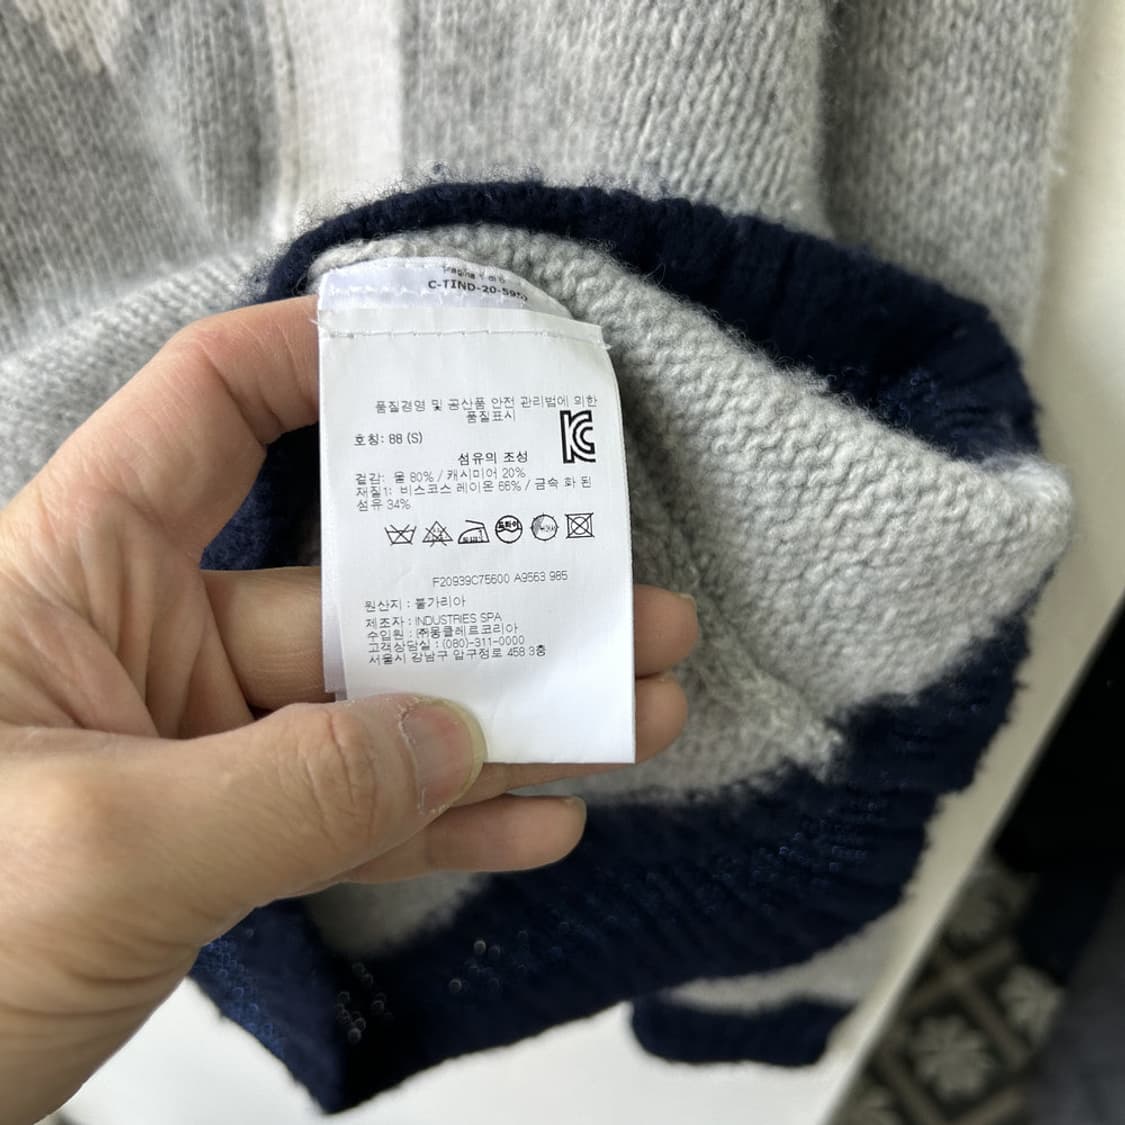 C-TIND-20-595
품질경영 및 공산품 안전 관리법에 의한
품질표시
호칭: 88 (S)
섬유의 조성
겉감: 울 80% / 캐시미어 20%
재질1: 비스코스 레이온 66% / 금속 화 된
섬유 34%
F20939C75600 A9563 985
원산지 : 불가리아
제조자 : INDUSTRIES SPA
수입원 : ㈜몽클레르코리아
고객상담실 : (080)-311-0000
서울시 강남구 압구정로 458 3층